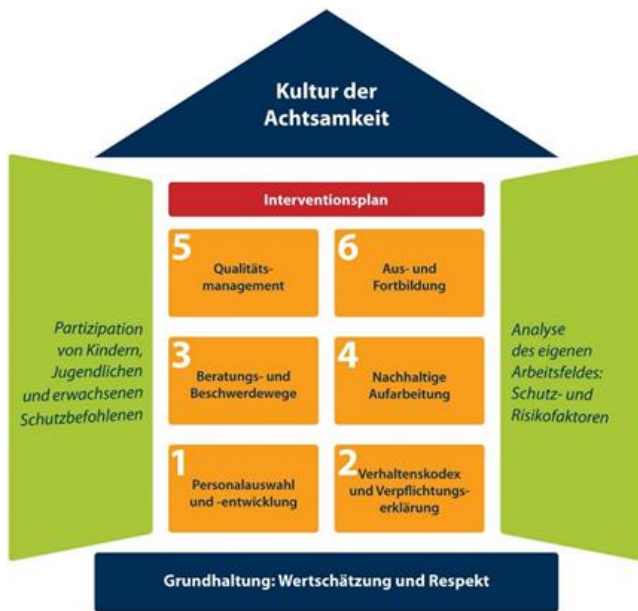 Kultur der
Achtsamkeit
Interventionsplan
5
Qualitäts-
management
6
Aus- und
Fortbildung
Partizipation
von Kindern,
Jugendlichen
und erwachsenen
Schutzbefohlenen
3
Beratungs- und
Beschwerdewege
4
Nachhaltige
Aufarbeitung
Analyse
des eigenen
Arbeitsfeldes:
Schutz- und
Risikofaktoren
1
Personalauswahl
und -entwicklung
2
Verhaltenskodex
und Verpflichtungs-
erklärung
Grundhaltung: Wertschätzung und Respekt